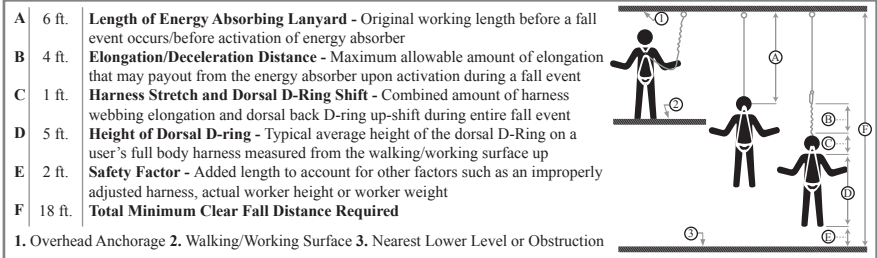 A 6 ft. Length of Energy Absorbing Lanyard - Original working length before a fall
event occurs/before activation of energy absorber
B 4 ft. Elongation/Deceleration Distance - Maximum allowable amount of elongation
that may payout from the energy absorber upon activation during a fall event
C 1 ft. Harness Stretch and Dorsal D-Ring Shift - Combined amount of harness
webbing elongation and dorsal back D-ring up-shift during entire fall event
D 5 ft. Height of Dorsal D-ring - Typical average height of the dorsal D-Ring on a
user's full body harness measured from the walking/working surface up
E 2 ft. Safety Factor - Added length to account for other factors such as an improperly
adjusted harness, actual worker height or worker weight
F 18 ft. Total Minimum Clear Fall Distance Required
1. Overhead Anchorage 2. Walking/Working Surface 3. Nearest Lower Level or Obstruction
1
A
2
B
F
C
D
3
E